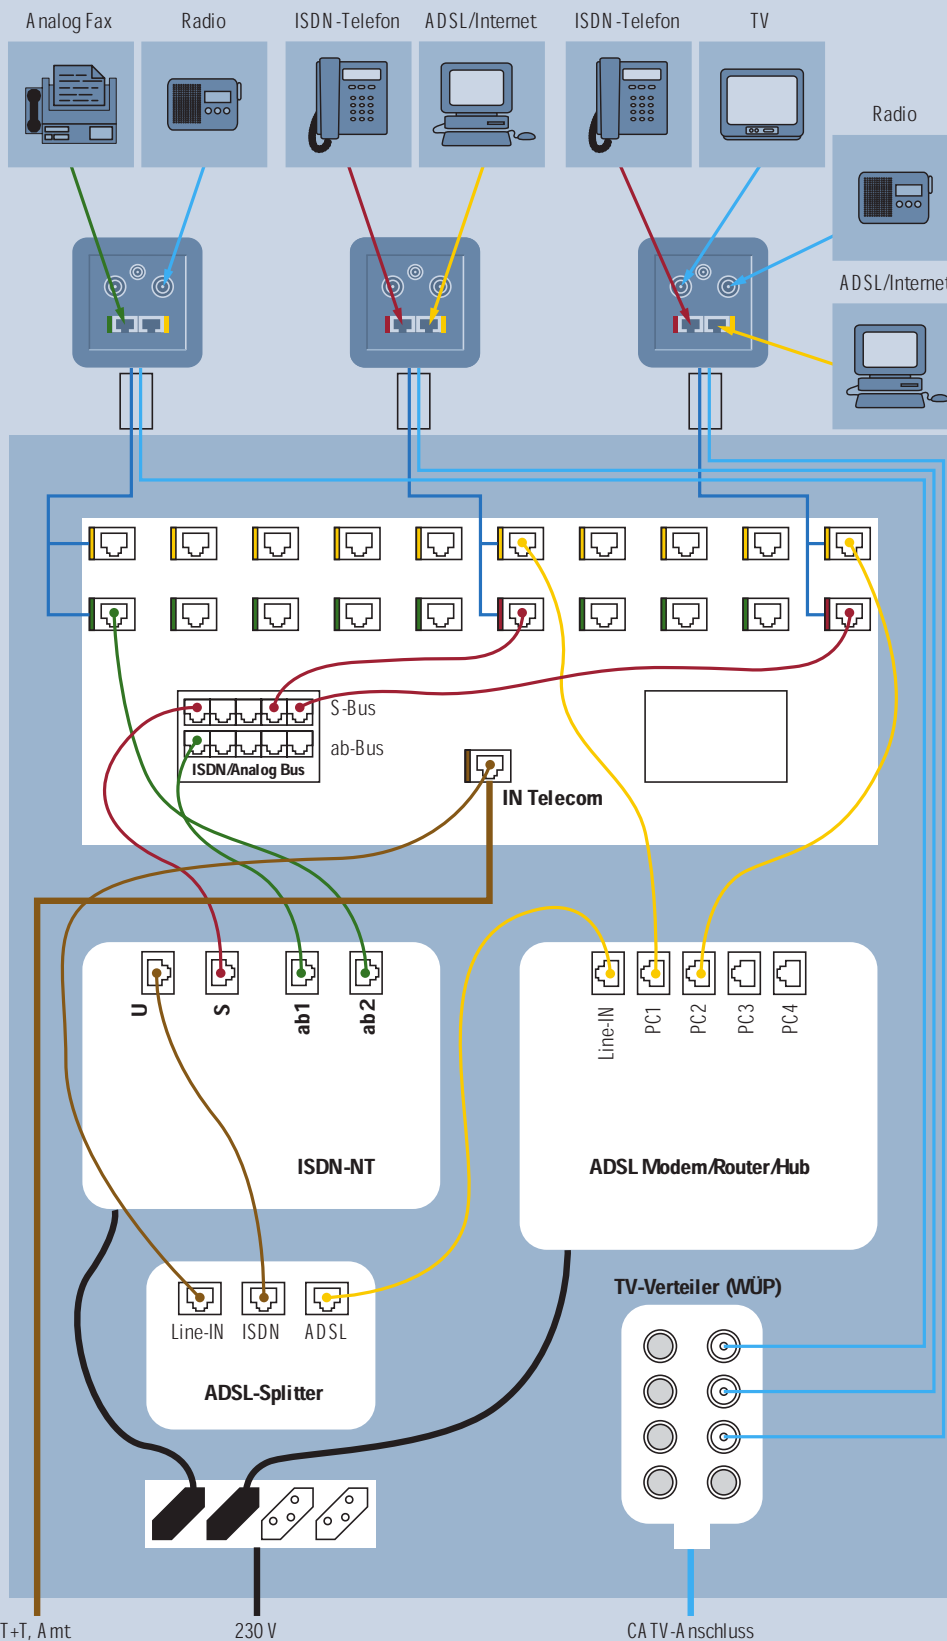 Analog Fax
Radio
ISDN-Telefon
ADSL/Internet
ISDN-Telefon
TV
Radio
ADSL/Internet
S-Bus
ab-Bus
ISDN/Analog Bus
IN Telecom
U
S
ab1
ab2
Line-IN
PC1
PC2
PC3
PC4
ISDN-NT
ADSL Modem/Router/Hub
TV-Verteiler (WÜP)
Line-IN
ISDN
ADSL
ADSL-Splitter
T+T, Amt
230 V
CATV-Anschluss